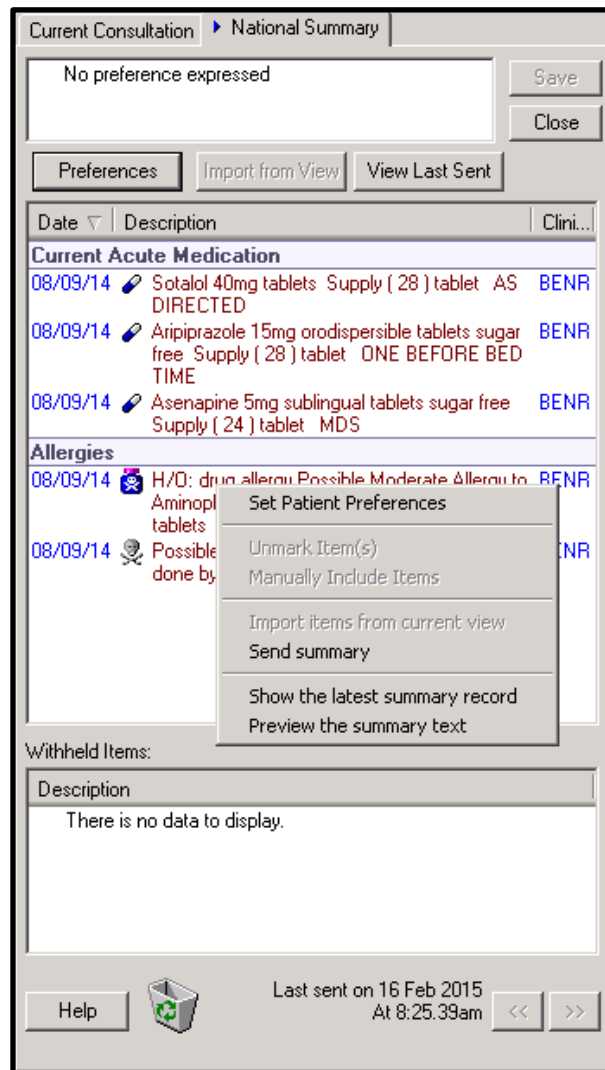 Current Consultation
National Summary
No preference expressed
Save
Close
Preferences
Import from View
View Last Sent
Date
Description
Clini...
Current Acute Medication
08/09/14 Sotalol 40mg tablets Supply ( 28 ) tablet AS BENR
DIRECTED
08/09/14 Aripiprazole 15mg orodispersible tablets sugar BENR
free Supply ( 28 ) tablet ONE BEFORE BED
TIME
08/09/14 Asenapine 5mg sublingual tablets sugar free BENR
Supply ( 24 ) tablet MDS
Allergies
08/09/14 H/O: drug allergy Possible Moderate Allergy to BENR
tablets
08/09/14 Possible
done by
Set Patient Preferences
Unmark Item(s)
Manually Include Items
Import items from current view
Send summary
Show the latest summary record
Preview the summary text
Withheld Items:
Description
There is no data to display.
Help
Last sent on 16 Feb 2015
At 8:25.39am
<<
>>